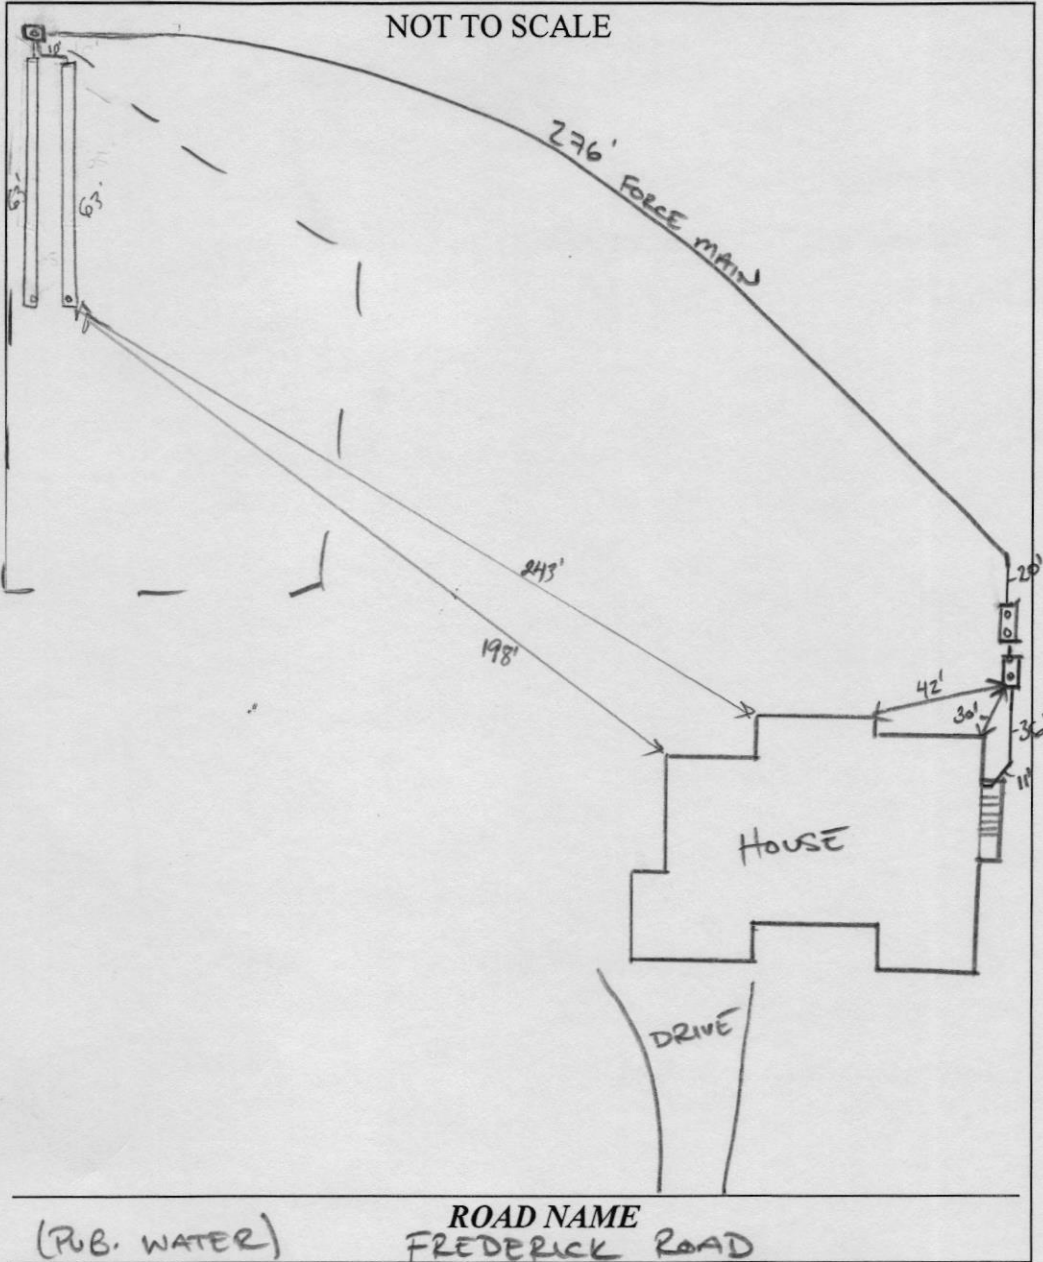 NOT TO SCALE
10'
63'
63'
276' FORCE MAIN
243'
198'
20'
42'
30'
11'
HOUSE
DRIVE
ROAD NAME
(PUB. WATER) FREDERICK ROAD